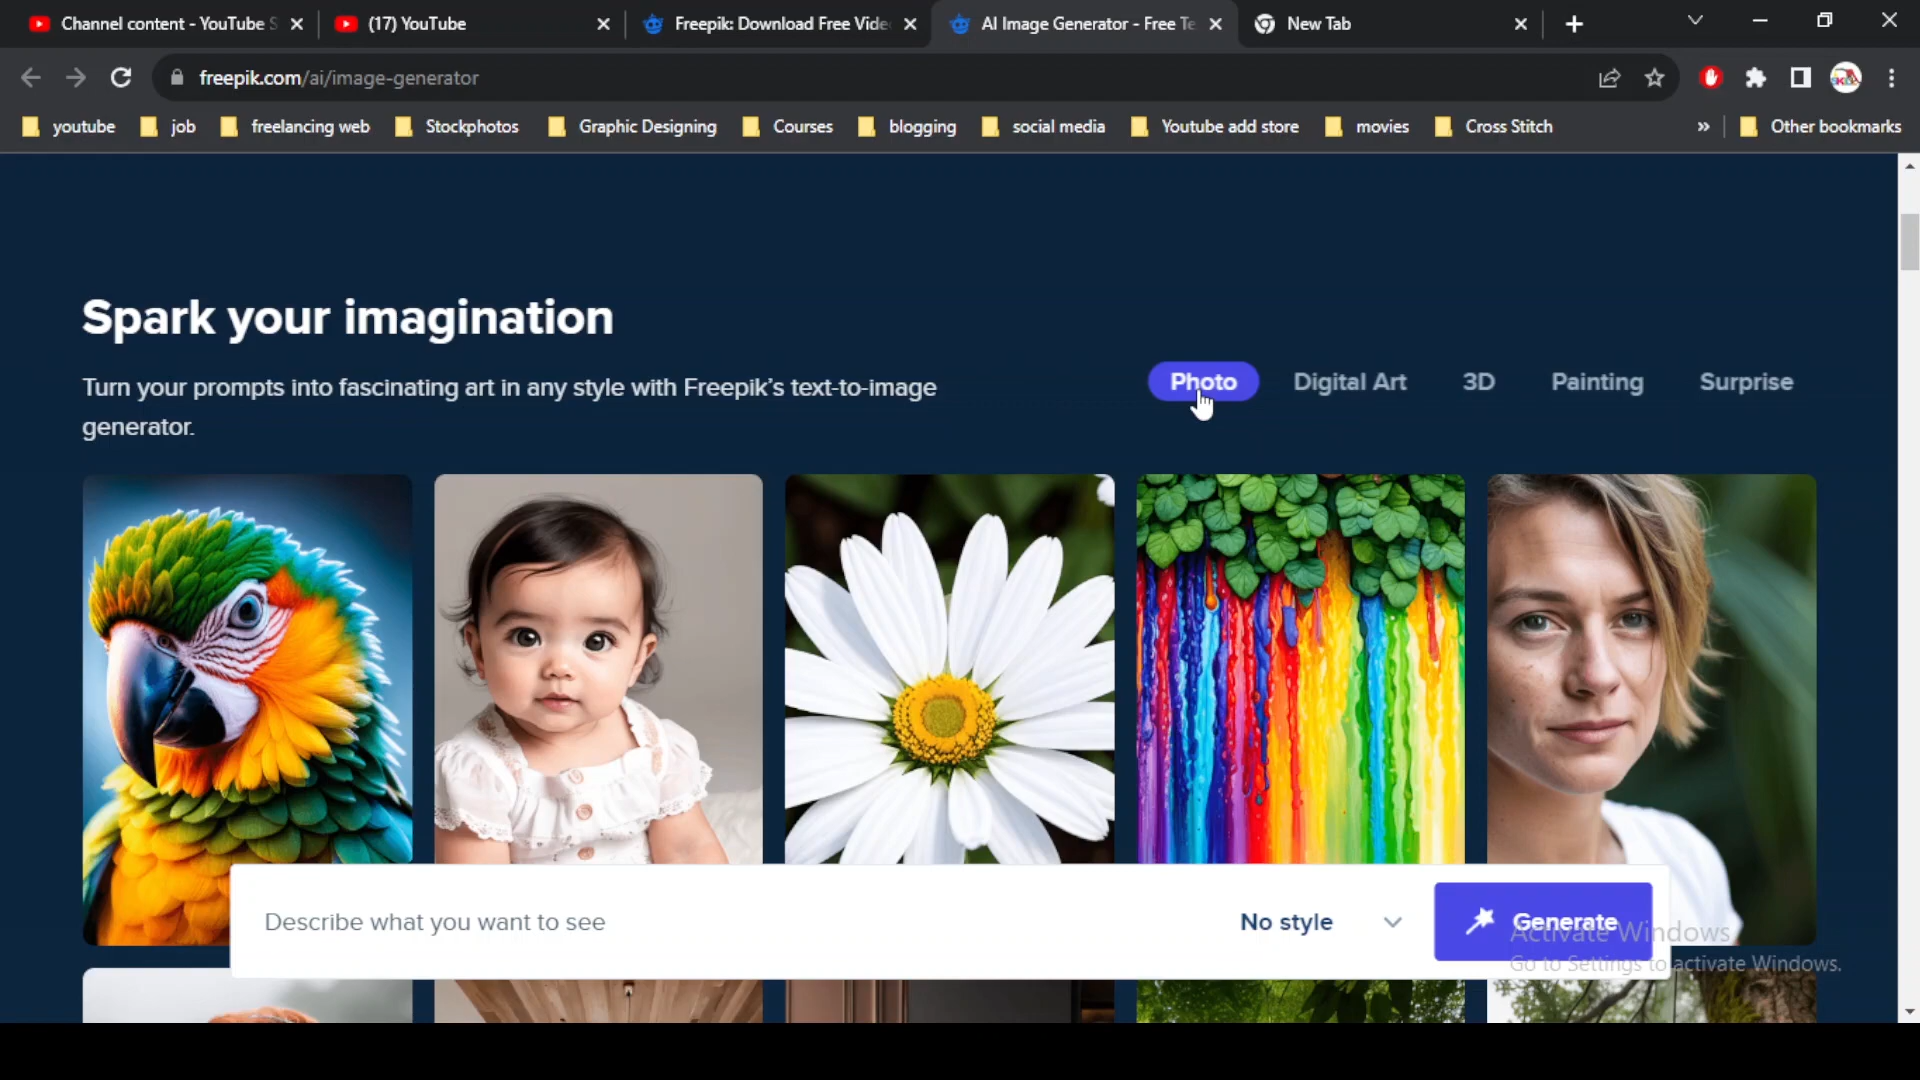 Channel content - YouTube S
(17) YouTube
Freepik: Download Free Vide
AI Image Generator - Free Te
New Tab
freepik.com/ai/image-generator
youtube
job
freelancing web
Stockphotos
Graphic Designing
Courses
blogging
social media
Youtube add store
movies
Cross Stitch
»
Other bookmarks
Spark your imagination
Turn your prompts into fascinating art in any style with Freepik's text-to-image
generator.
Photo
Digital Art
3D
Painting
Surprise
Describe what you want to see
No style
Generate
Activate Windows
Go to Settings to activate Windows.